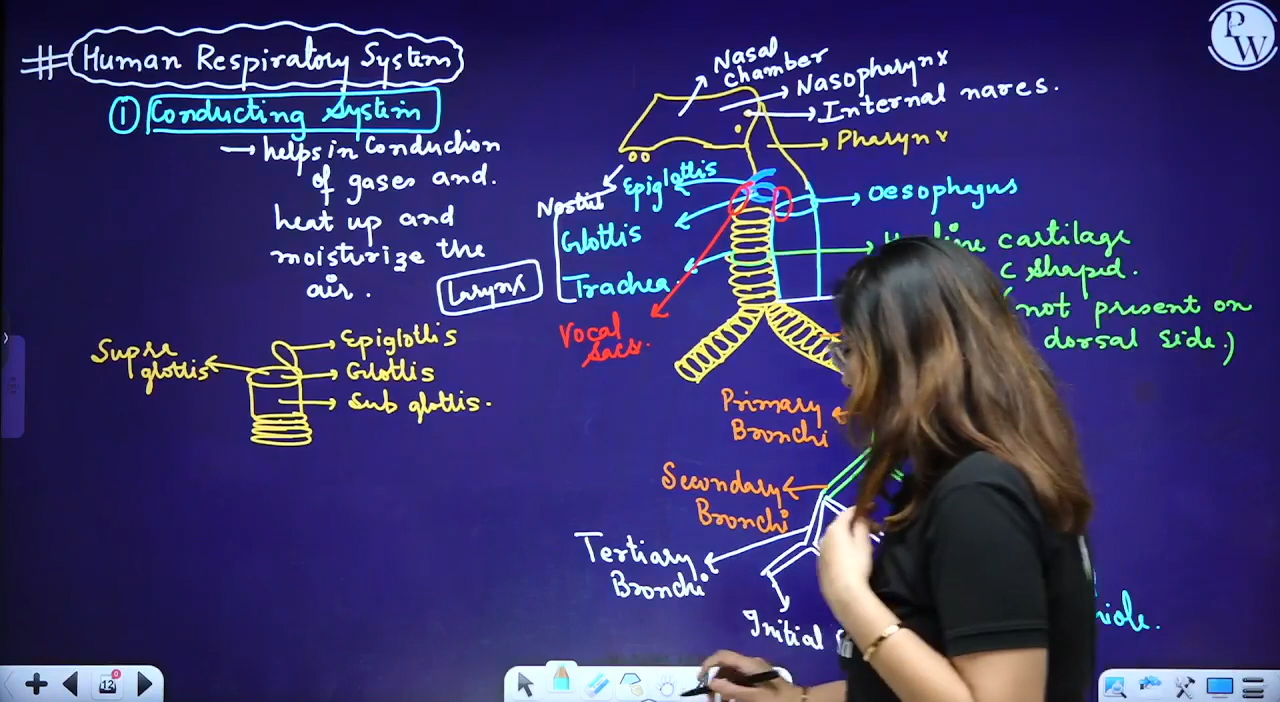 # Human Respiratory System
① Conducting System
→ helps in Conduction
of gases and.
heat up and
moisturize the
air.
Larynx
Supra
glottis
Epiglottis
Glottis
Sub glottis.
Nasal
chamber
Nasopharynx
Internal nares.
Pharynx
Nostril
Epiglottis
Glottis
Trachea.
Vocal
Sacs.
Oesophagus
cartilage
C Shaped.
(not present on
dorsal side.)
Primary
Bronchi
Secondary
Bronchi
Tertiary
Bronchi
Initial
PW
12